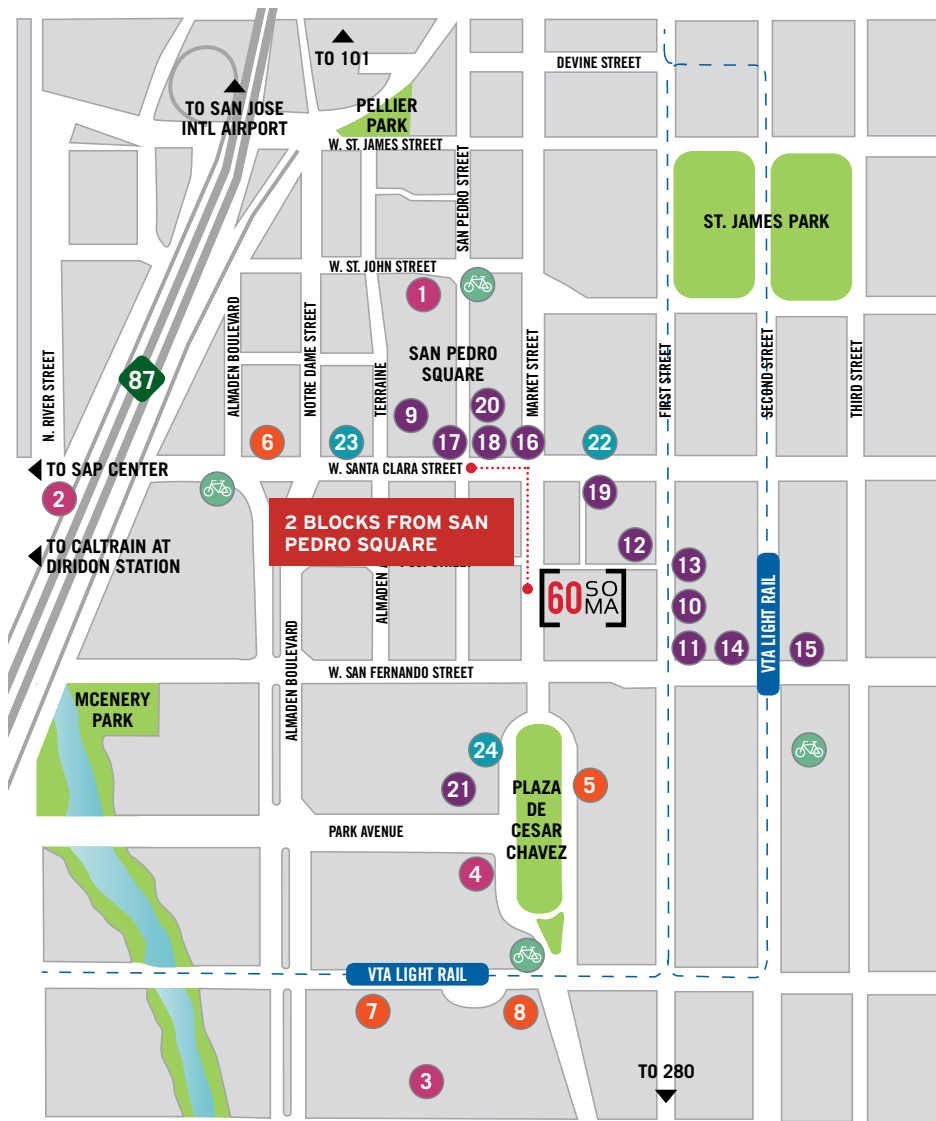 TO 101
DEVINE STREET
TO SAN JOSE
INTL AIRPORT
PELLIER
PARK
W. ST. JAMES STREET
SAN PEDRO STREET
ST. JAMES PARK
W. ST. JOHN STREET
1
ALMADEN BOULEVARD
NOTRE DAME STREET
TERRAINE
SAN PEDRO
SQUARE
MARKET STREET
FIRST STREET
SECOND STREET
THIRD STREET
N. RIVER STREET
87
9
20
6
23
17
18
16
22
TO SAP CENTER
W. SANTA CLARA STREET
2
19
2 BLOCKS FROM SAN
PEDRO SQUARE
12
TO CALTRAIN AT
DIRIDON STATION
13
ALMADEN
60
SO
MA
10
VTA LIGHT RAIL
11
14
15
ALMADEN BOULEVARD
W. SAN FERNANDO STREET
MCENERY
PARK
24
21
5
PLAZA
DE
CESAR
CHAVEZ
PARK AVENUE
4
VTA LIGHT RAIL
7
8
3
TO 280